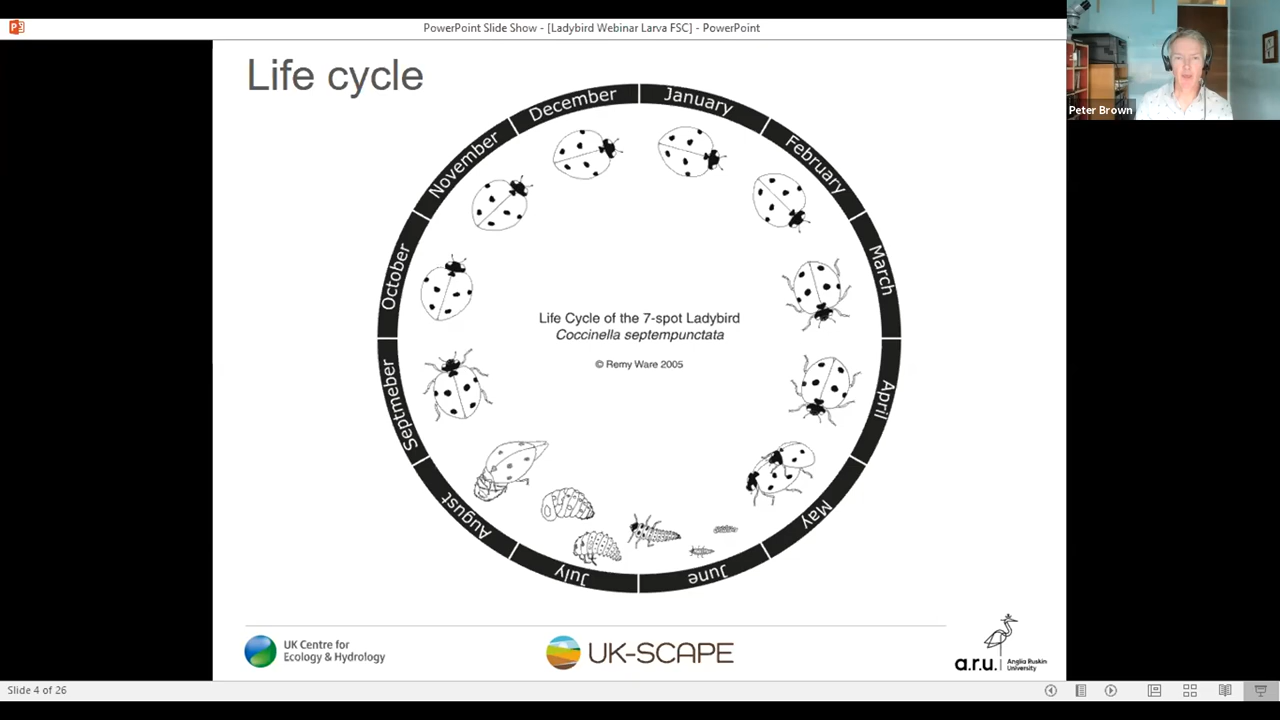 PowerPoint Slide Show - [Ladybird Webinar Larva FSC] - PowerPoint
Peter Brown
Life cycle
January
February
March
April
May
June
July
August
Septmeber
October
November
December
Life Cycle of the 7-spot Ladybird
Coccinella septempunctata
© Remy Ware 2005
UK Centre for
Ecology & Hydrology
UK-SCAPE
a.r.u.
Anglia Ruskin
University
Slide 4 of 26